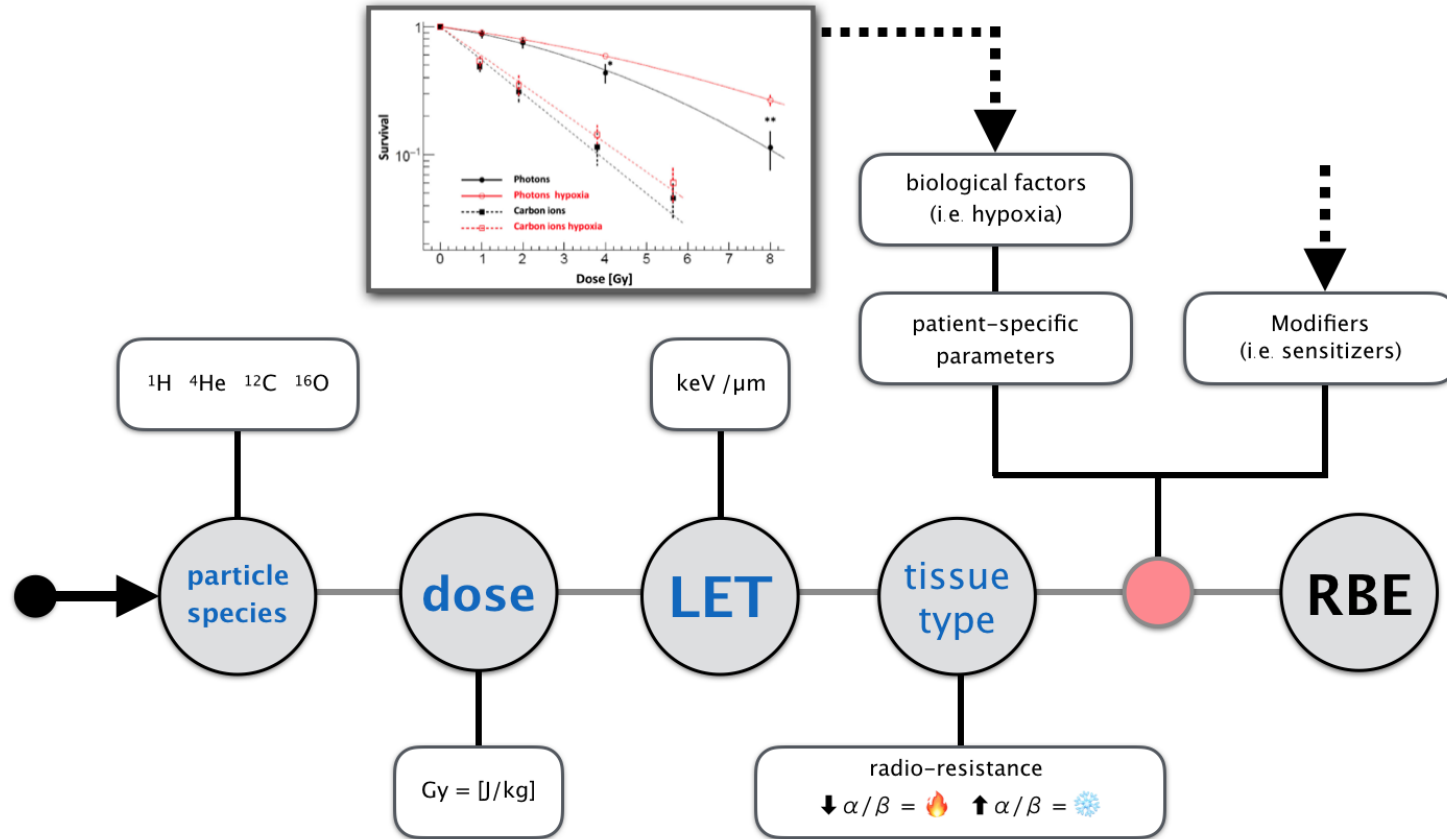 1
10⁻¹
Survival
*
**
Photons
Photons hypoxia
Carbon ions
Carbon ions hypoxia
0 1 2 3 4 5 6 7 8
Dose [Gy]
biological factors
(i.e. hypoxia)
patient-specific
parameters
Modifiers
(i.e. sensitizers)
¹H ⁴He ¹²C ¹⁶O
keV /μm
particle
species
dose
LET
tissue
type
RBE
Gy = [J/kg]
radio-resistance
⬇ α/β = 🔥 ⬆ α/β = ❄️